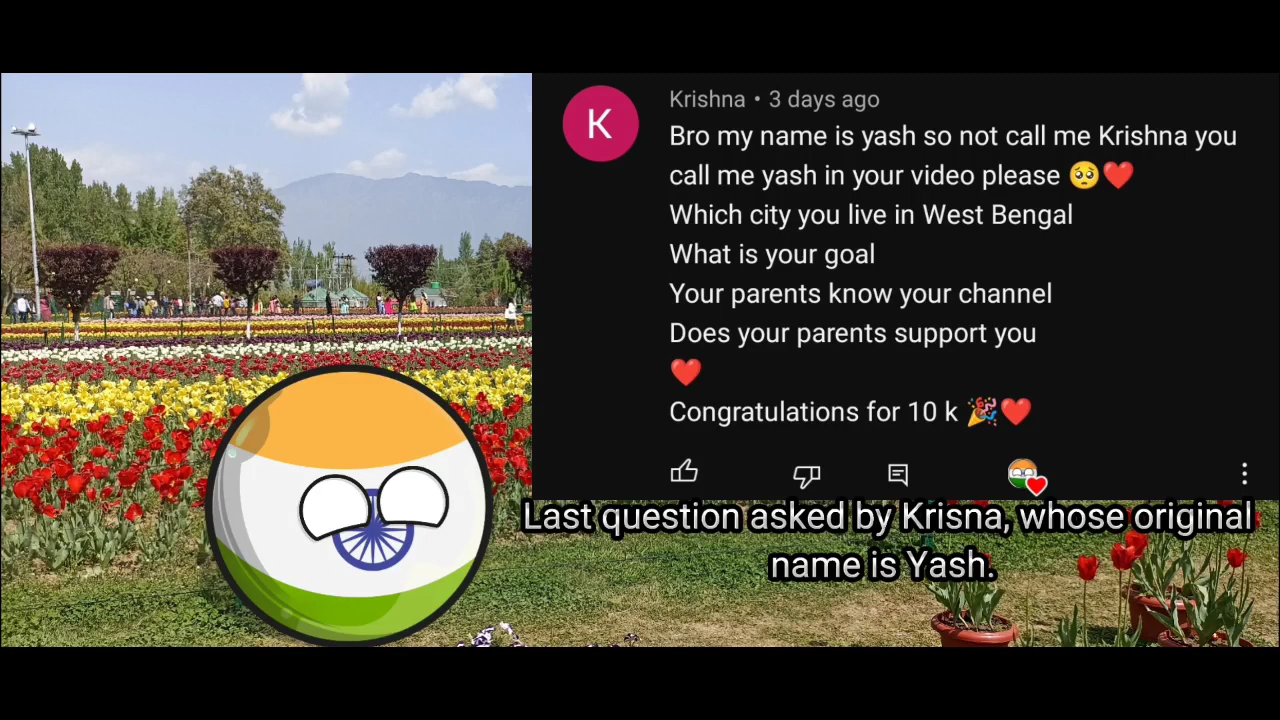 K
Krishna • 3 days ago
Bro my name is yash so not call me Krishna you
call me yash in your video please 🥺❤️
Which city you live in West Bengal
What is your goal
Your parents know your channel
Does your parents support you
❤️
Congratulations for 10 k 🎉❤️
Last question asked by Krisna, whose original
name is Yash.